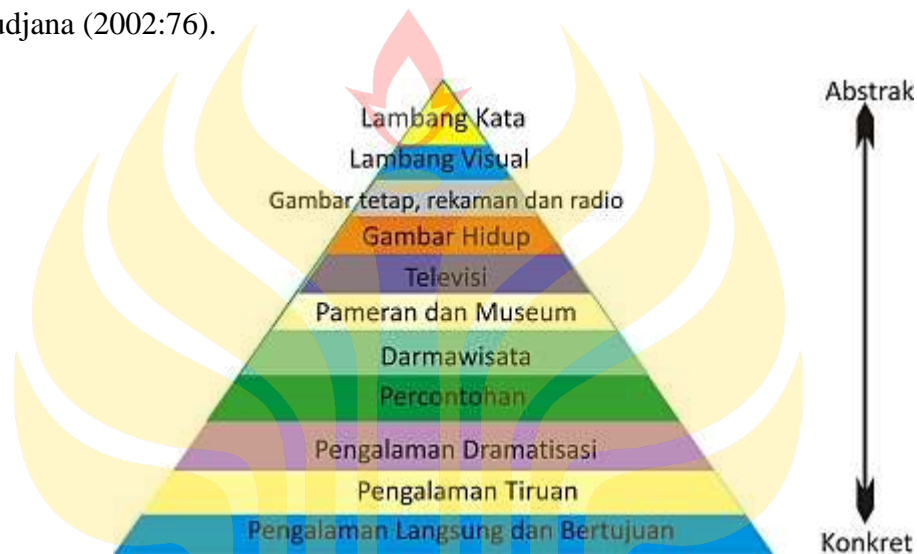 udjana (2002:76).
Abstrak
Lambang Kata
Lambang Visual
Gambar tetap, rekaman dan radio
Gambar Hidup
Televisi
Pameran dan Museum
Darmawisata
Percontohan
Pengalaman Dramatisasi
Pengalaman Tiruan
Pengalaman Langsung dan Bertujuan
Konkret